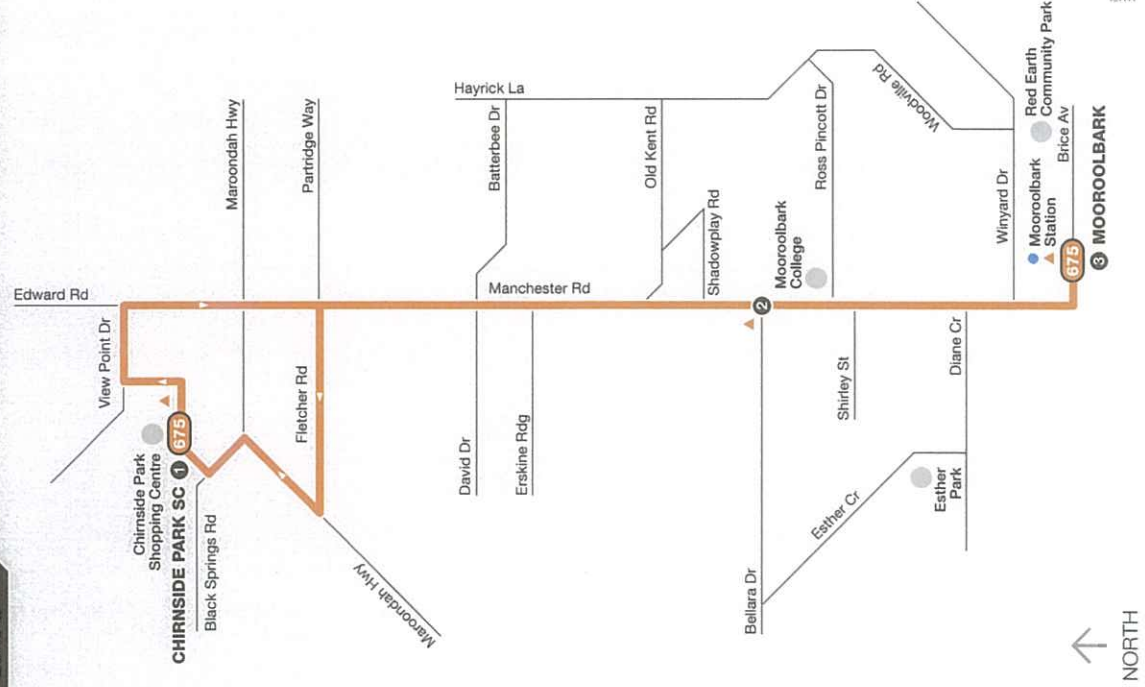 Edward Rd
View Point Dr
Chirnside Park
Shopping Centre
675
CHIRNSIDE PARK SC 1
Black Springs Rd
Maroondah Hwy
Partridge Way
Fletcher Rd
Maroondah Hwy
Hayrick La
Batterbee Dr
Manchester Rd
David Dr
Erskine Rdg
Old Kent Rd
Shadowplay Rd
2
Mooroolbark
College
Bellara Dr
Ross Pincott Dr
Woodville Rd
Shirley St
Esther Cr
Esther
Park
Diane Cr
Winyard Dr
Red Earth
Community Park
Mooroolbark
Station
Brice Av
675
3 MOOROOLBARK
NORTH